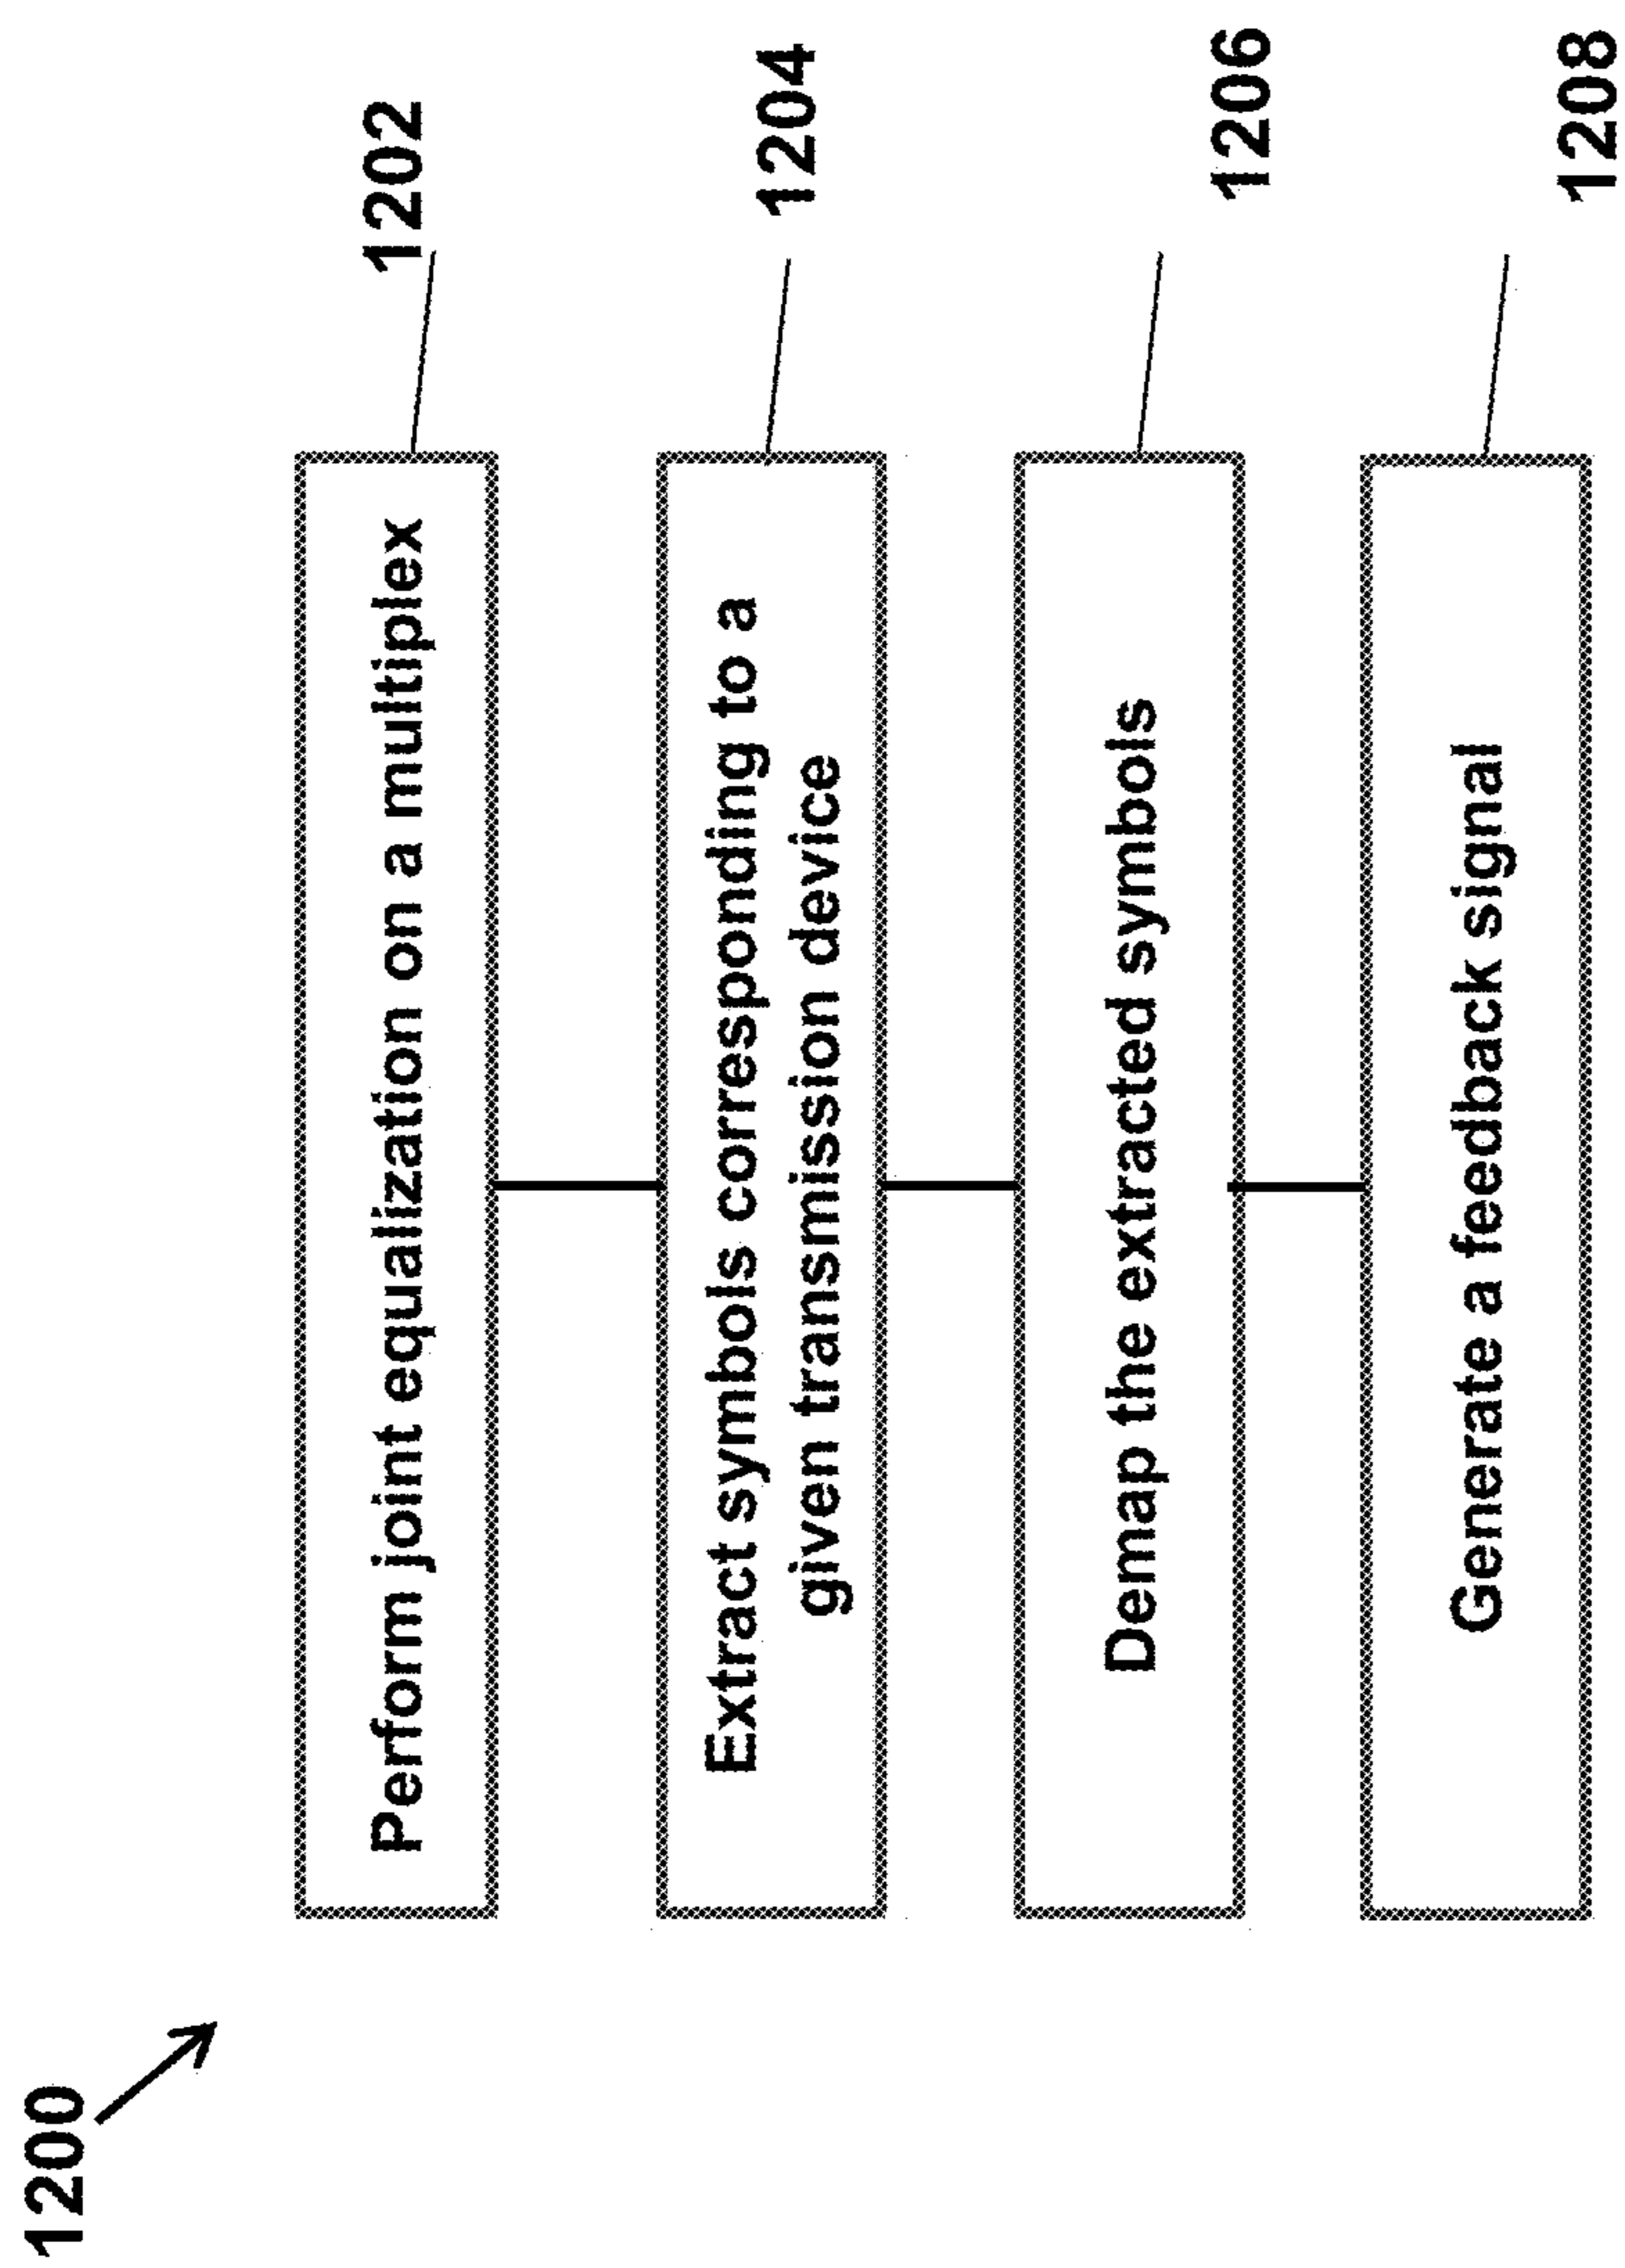 1200
Perform joint equalization on a multiplex
1202
Extract symbols corresponding to a
given transmission device
1204
Demap the extracted symbols
1206
Generate a feedback signal
1208